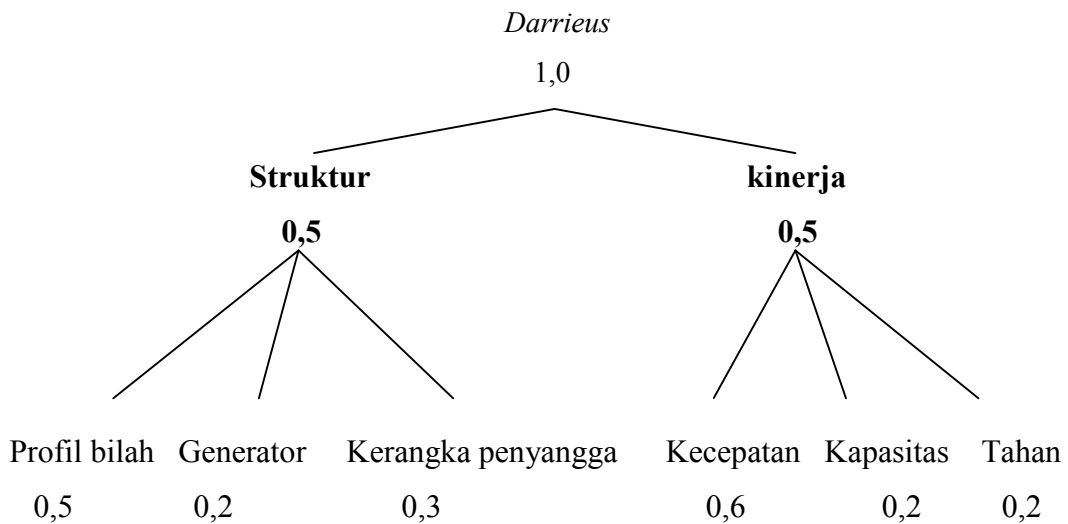 Darrieus
1,0
Struktur kinerja
0,5 0,5
Profil bilah Generator Kerangka penyangga Kecepatan Kapasitas Tahan
0,5 0,2 0,3 0,6 0,2 0,2